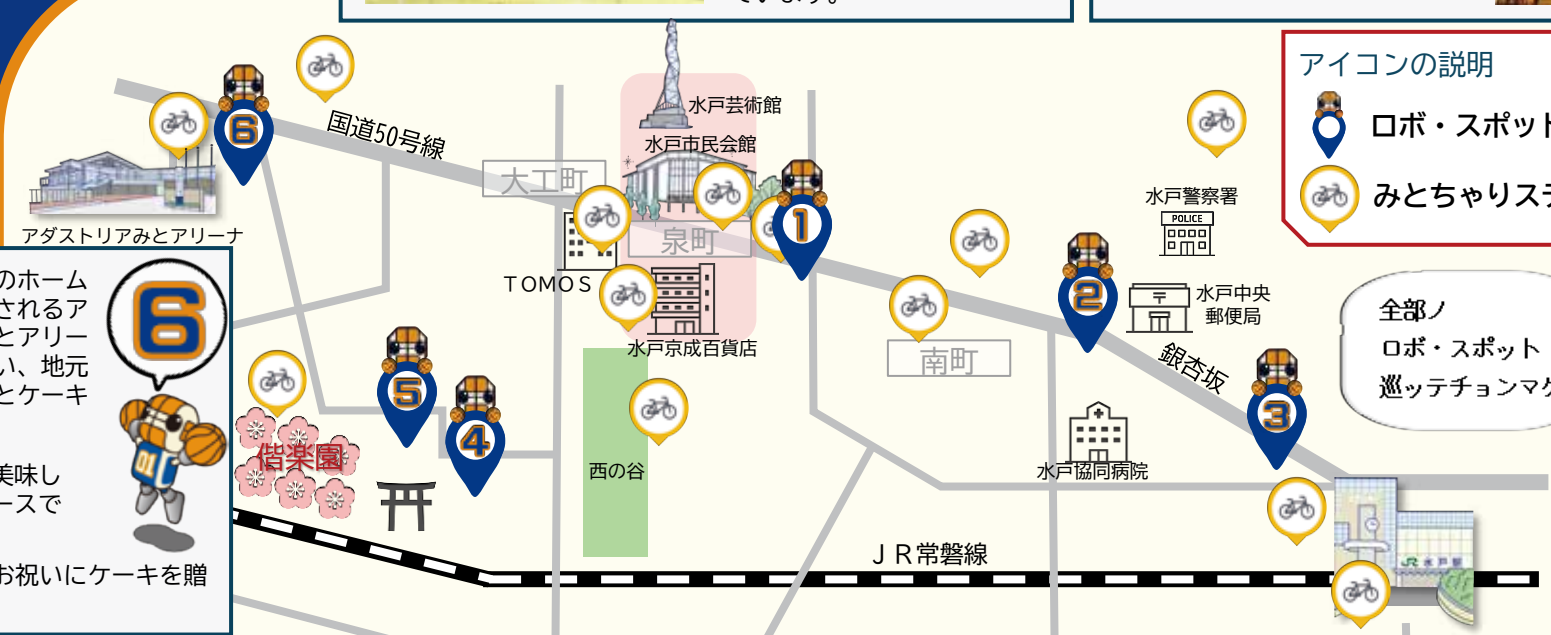 ています。
アイコンの説明
ロボ・スポット
みとちゃりステ
国道50号線
水戸芸術館
水戸市民会館
大工町
泉町
TOMOS
水戸京成百貨店
アダストリアみとアリーナ
6
1
2
3
4
5
水戸警察署
POLICE
水戸中央
郵便局
南町
銀杏坂
水戸協同病院
西の谷
偕楽園
JR常磐線
JR水戸駅
全部ノ
ロボ・スポット
巡ッテチョンマゲ
6
01
のホーム
されるア
とアリー
い、地元
とケーキ
美味し
ースで
お祝いにケーキを贈